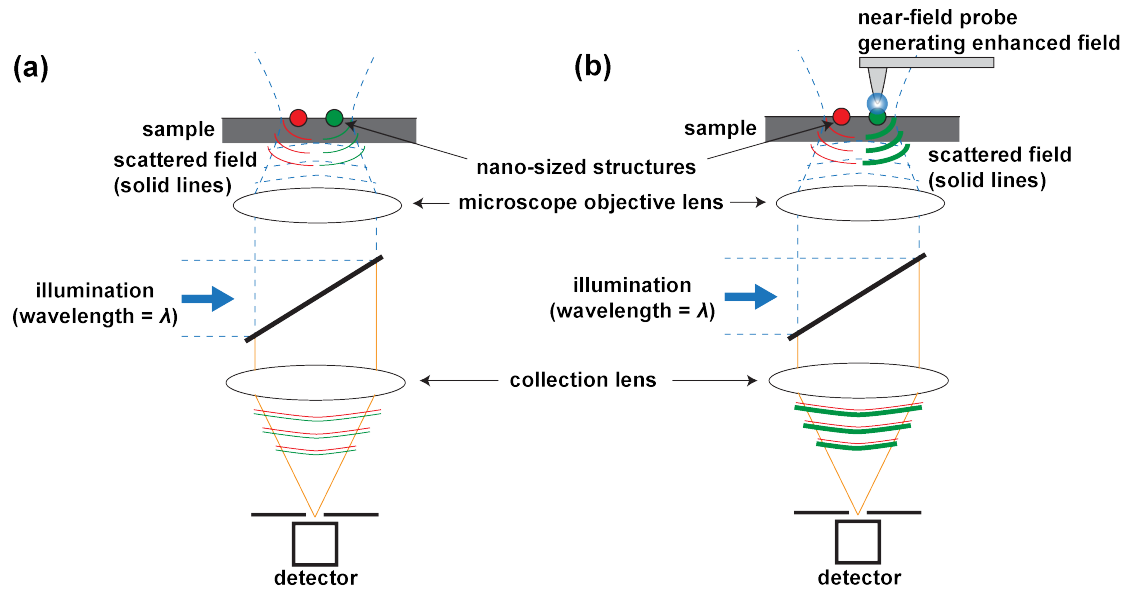 (a)
sample
scattered field
(solid lines)
nano-sized structures
microscope objective lens
illumination
(wavelength = λ)
collection lens
detector
(b)
near-field probe
generating enhanced field
sample
scattered field
(solid lines)
illumination
(wavelength = λ)
detector